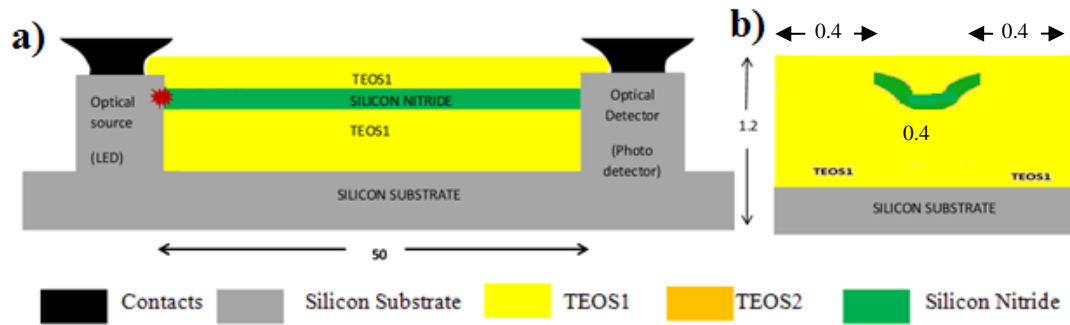 a)
TEOS1
SILICON NITRIDE
TEOS1
Optical
source
(LED)
Optical
Detector
(Photo
detector)
SILICON SUBSTRATE
50
b)
0.4
0.4
1.2
0.4
TEOS1
TEOS1
SILICON SUBSTRATE
Contacts
Silicon Substrate
TEOS1
TEOS2
Silicon Nitride